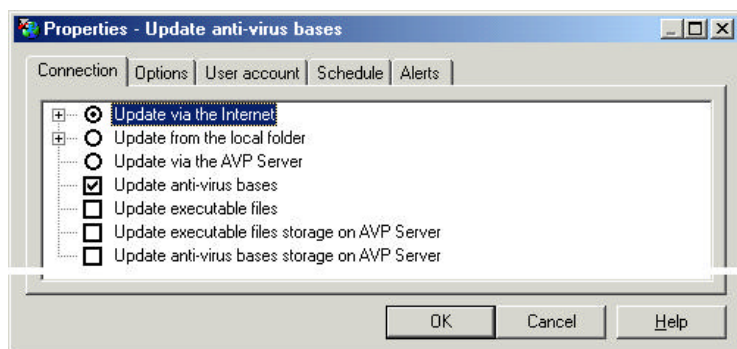 Properties - Update anti-virus bases
Connection Options User account Schedule Alerts
Update via the Internet
Update from the local folder
Update via the AVP Server
Update anti-virus bases
Update executable files
Update executable files storage on AVP Server
Update anti-virus bases storage on AVP Server
OK Cancel Help